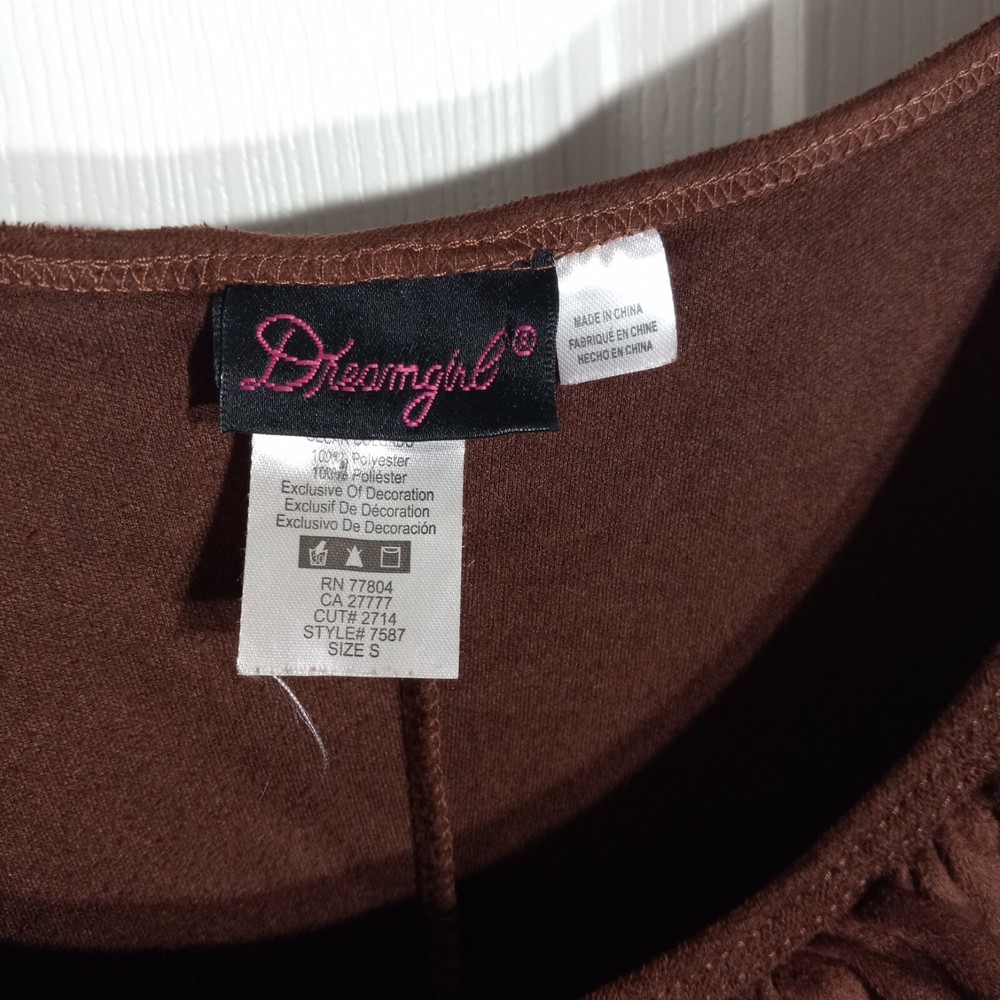 Dreamgirl®
MADE IN CHINA
FABRIQUÉ EN CHINE
HECHO EN CHINA
100% Polyester
100% Poliéster
Exclusive Of Decoration
Exclusif De Décoration
Exclusivo De Decoración
30
RN 77804
CA 27777
CUT# 2714
STYLE# 7587
SIZE S